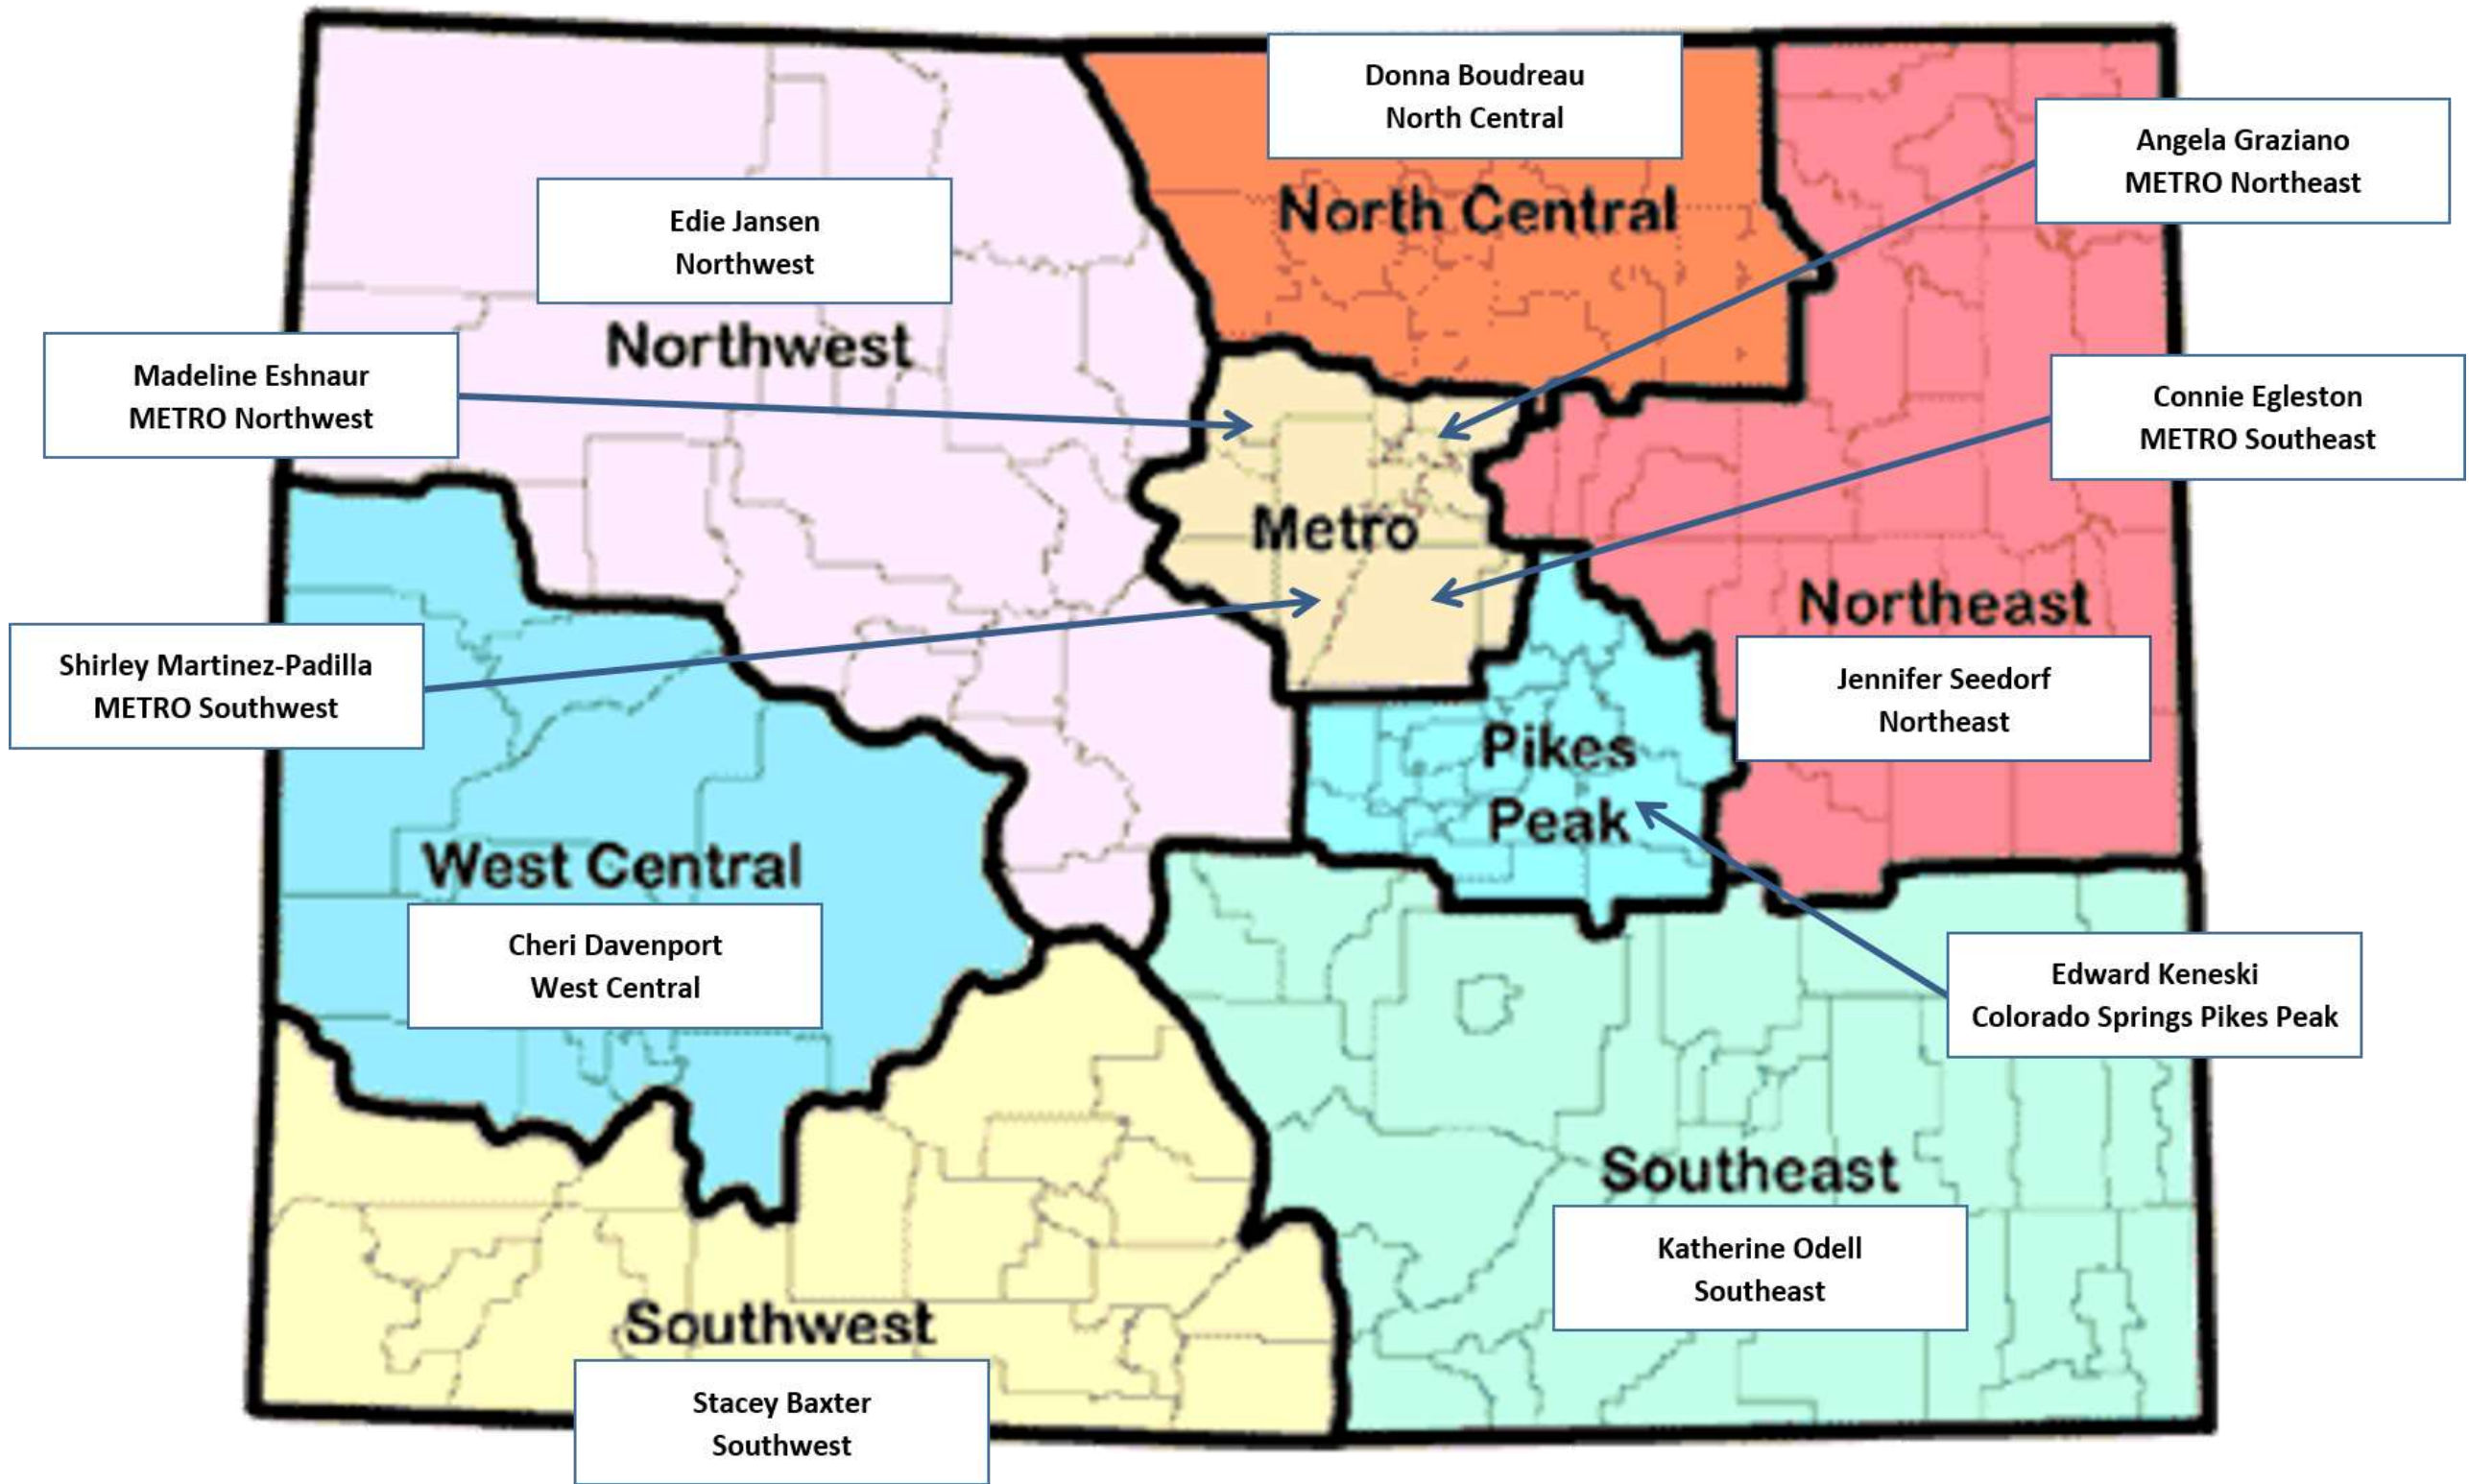 Donna Boudreau
North Central
North Central
Angela Graziano
METRO Northeast
Edie Jansen
Northwest
Northwest
Madeline Eshnaur
METRO Northwest
Connie Egleston
METRO Southeast
Metro
Northeast
Shirley Martinez-Padilla
METRO Southwest
Jennifer Seedorf
Northeast
Pikes
Peak
West Central
Cheri Davenport
West Central
Edward Keneski
Colorado Springs Pikes Peak
Southeast
Katherine Odell
Southeast
Southwest
Stacey Baxter
Southwest